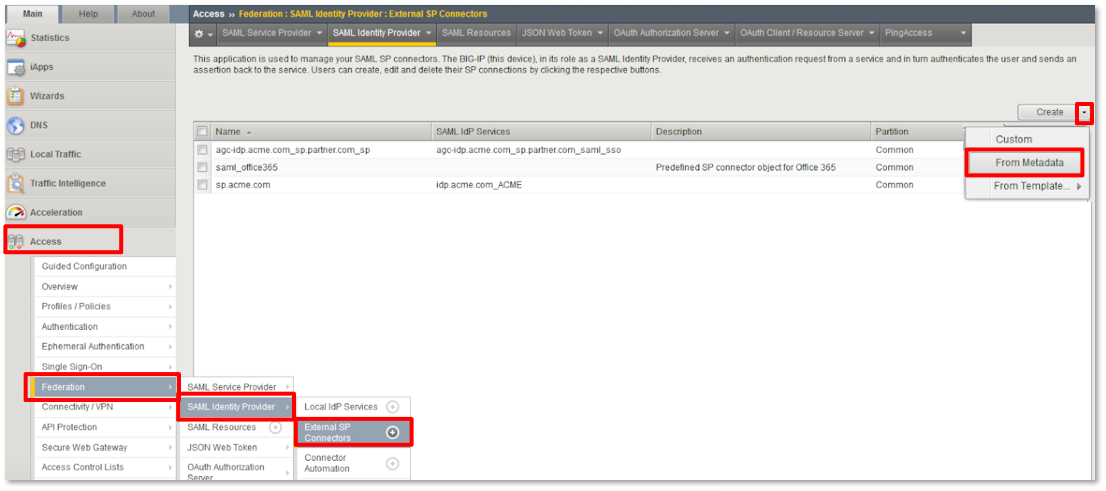 Main Help About
Access ›› Federation : SAML Identity Provider : External SP Connectors
SAML Service Provider SAML Identity Provider SAML Resources JSON Web Token OAuth Authorization Server OAuth Client / Resource Server PingAccess
Statistics
iApps
Wizards
DNS
Local Traffic
Traffic Intelligence
Acceleration
Access
Guided Configuration
Overview
Profiles / Policies
Authentication
Ephemeral Authentication
Single Sign-On
Federation
Connectivity / VPN
API Protection
Secure Web Gateway
Access Control Lists
SAML Service Provider
SAML Identity Provider
SAML Resources
JSON Web Token
OAuth Authorization
Server
Local IdP Services
External SP
Connectors
Connector
Automation
This application is used to manage your SAML SP connectors. The BIG-IP (this device), in its role as a SAML Identity Provider, receives an authentication request from a service and in turn authenticates the user and sends an
assertion back to the service. Users can create, edit and delete their SP connections by clicking the respective buttons.
Create
Name SAML IdP Services Description Partition
agc-idp.acme.com_sp.partner.com_sp agc-idp.acme.com_sp.partner.com_saml_sso Common
saml_office365 Predefined SP connector object for Office 365 Common
sp.acme.com idp.acme.com_ACME Common
Custom
From Metadata
From Template...